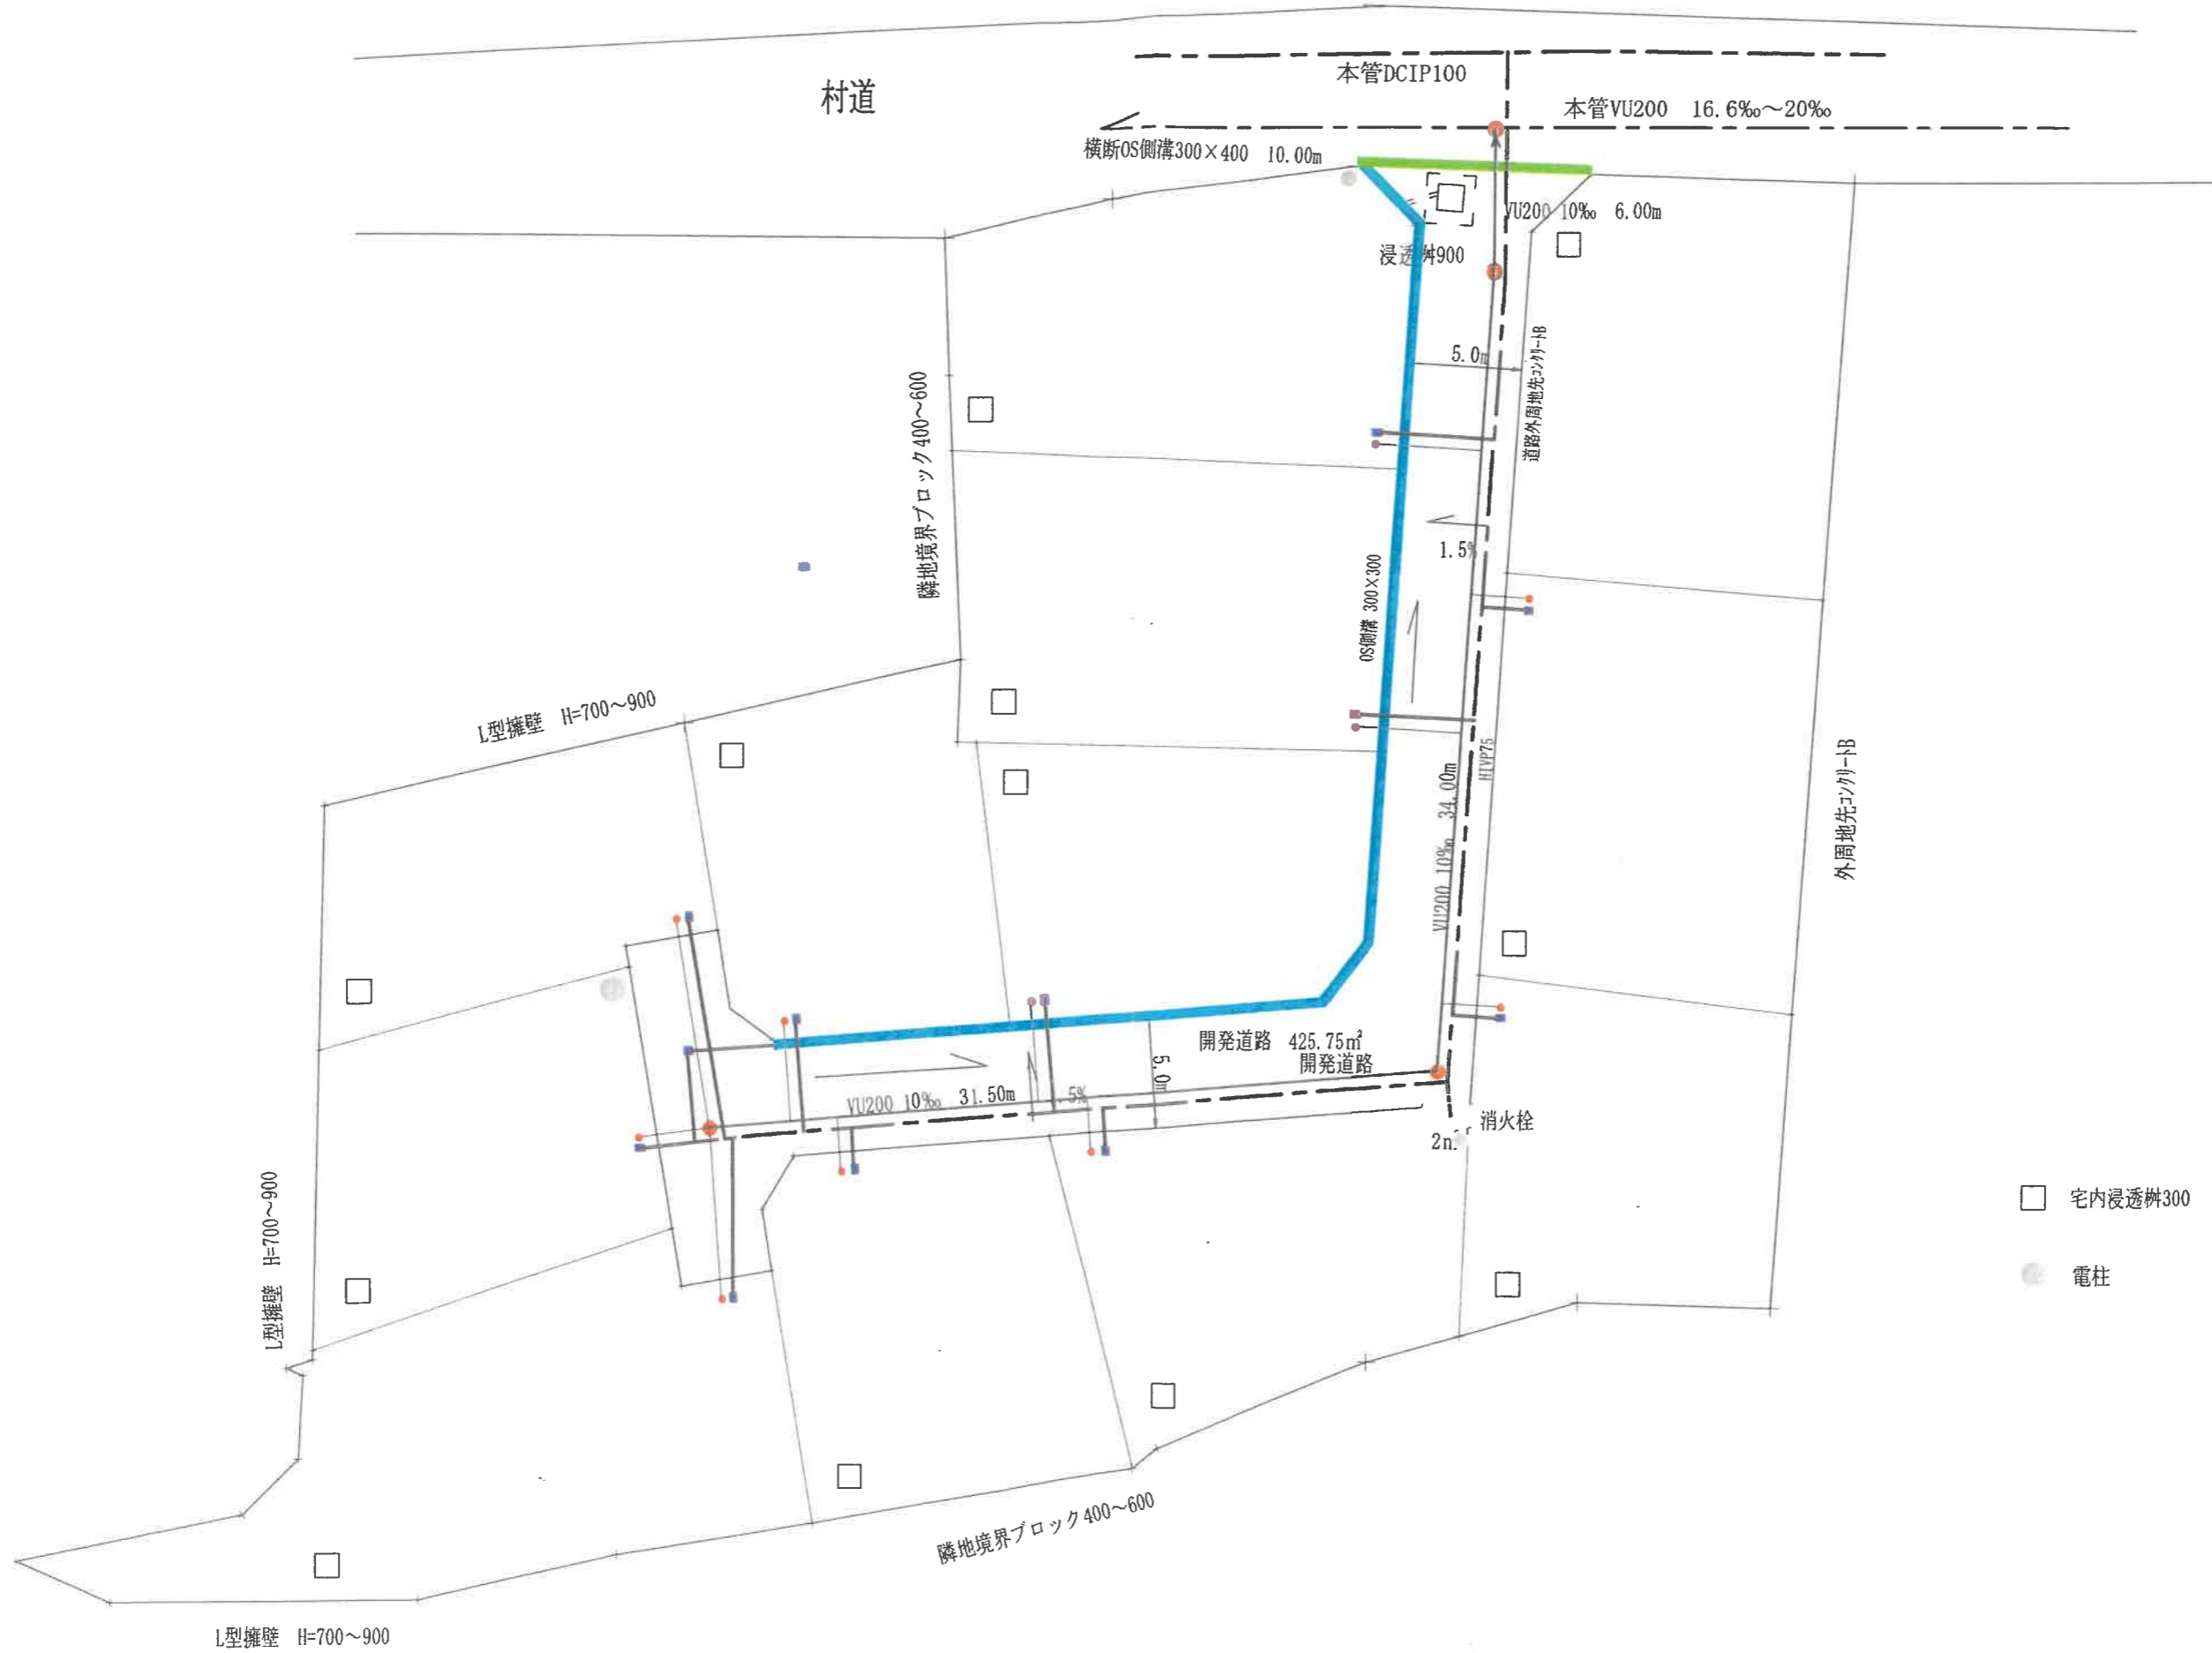 本管DCIP100
村道
本管VU200 16.6‰～20‰
横断OS側溝300×400 10.00m
VU200 10‰ 6.00m
浸透桝900
道路外周地先ｺﾝｸﾘｰﾄB
5.0m
隣地境界ブロック400～600
1.5%
OS側溝 300×300
L型擁壁 H=700～900
HIVP75
VU200 10‰ 34.00m
外周地先ｺﾝｸﾘｰﾄB
開発道路 425.75㎡
開発道路
5.0m
VU200 10‰ 31.50m
5%
消火栓
L型擁壁 H=700～900
宅内浸透桝300
電柱
隣地境界ブロック400～600
L型擁壁 H=700～900